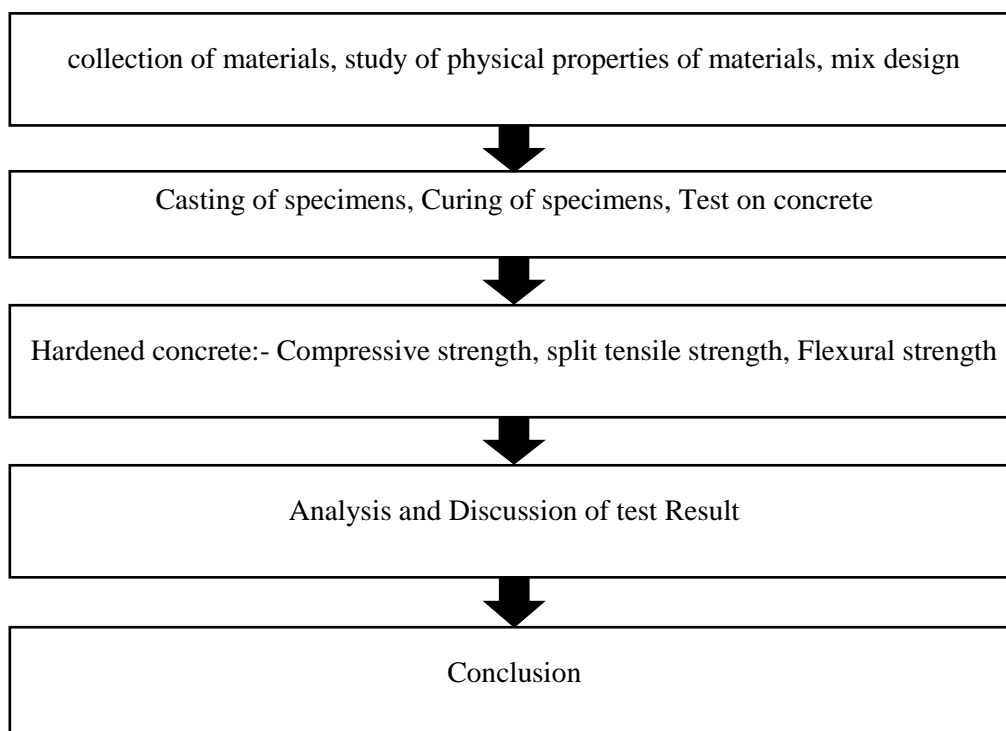 collection of materials, study of physical properties of materials, mix design
Casting of specimens, Curing of specimens, Test on concrete
Hardened concrete:- Compressive strength, split tensile strength, Flexural strength
Analysis and Discussion of test Result
Conclusion